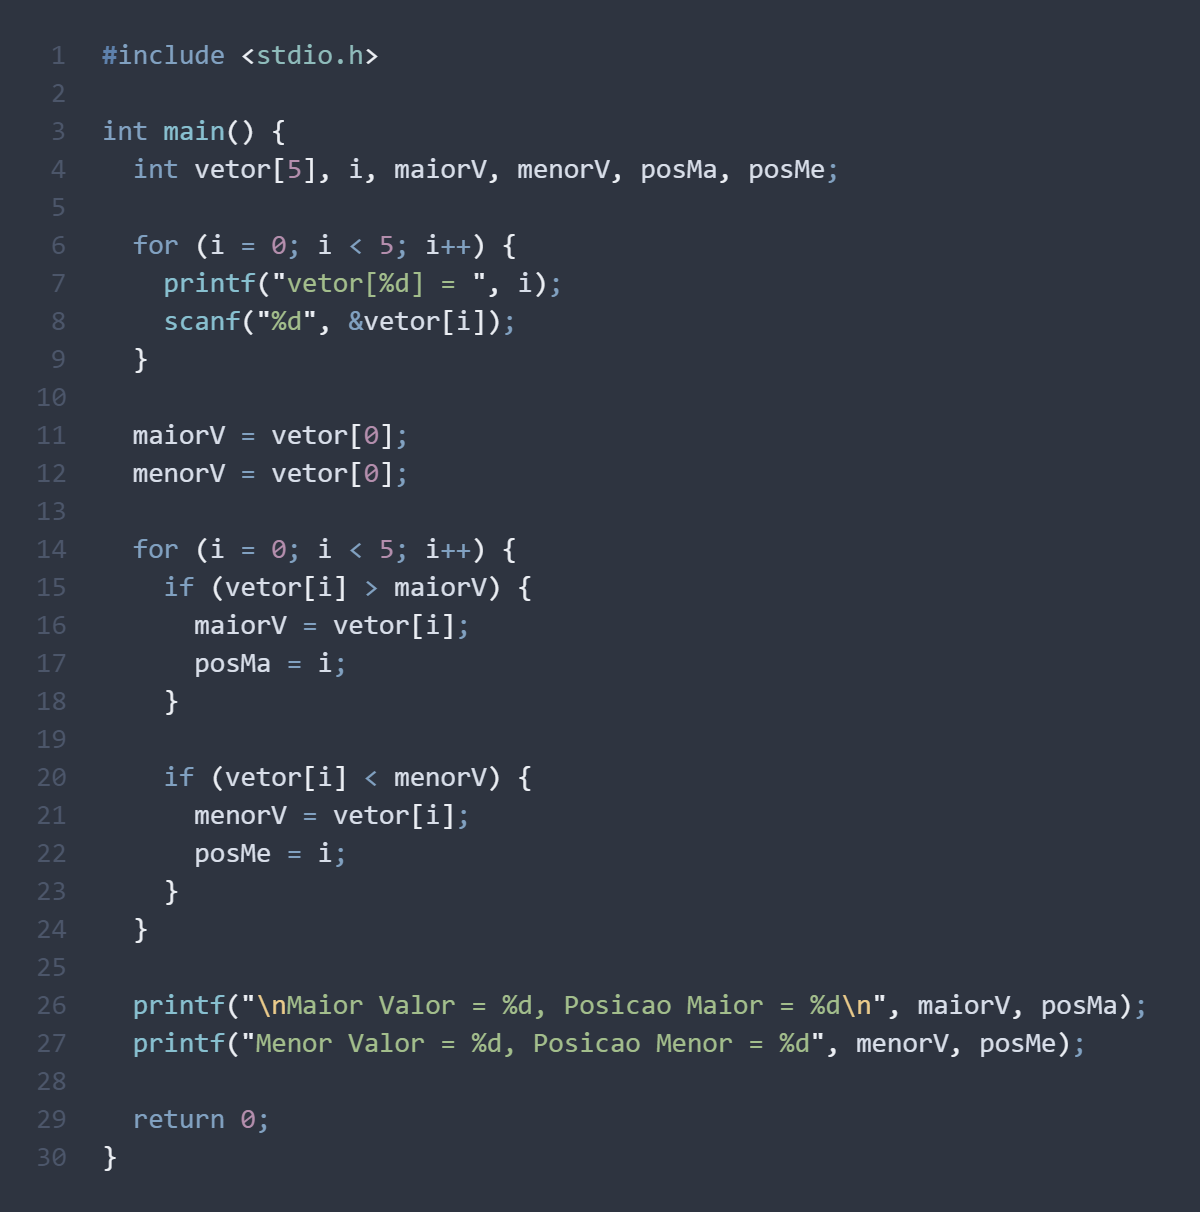 1 #include <stdio.h>
2
3 int main() {
4   int vetor[5], i, maiorV, menorV, posMa, posMe;
5
6   for (i = 0; i < 5; i++) {
7     printf("vetor[%d] = ", i);
8     scanf("%d", &vetor[i]);
9   }
10
11   maiorV = vetor[0];
12   menorV = vetor[0];
13
14   for (i = 0; i < 5; i++) {
15     if (vetor[i] > maiorV) {
16       maiorV = vetor[i];
17       posMa = i;
18     }
19
20     if (vetor[i] < menorV) {
21       menorV = vetor[i];
22       posMe = i;
23     }
24   }
25
26   printf("\nMaior Valor = %d, Posicao Maior = %d\n", maiorV, posMa);
27   printf("Menor Valor = %d, Posicao Menor = %d", menorV, posMe);
28
29   return 0;
30 }